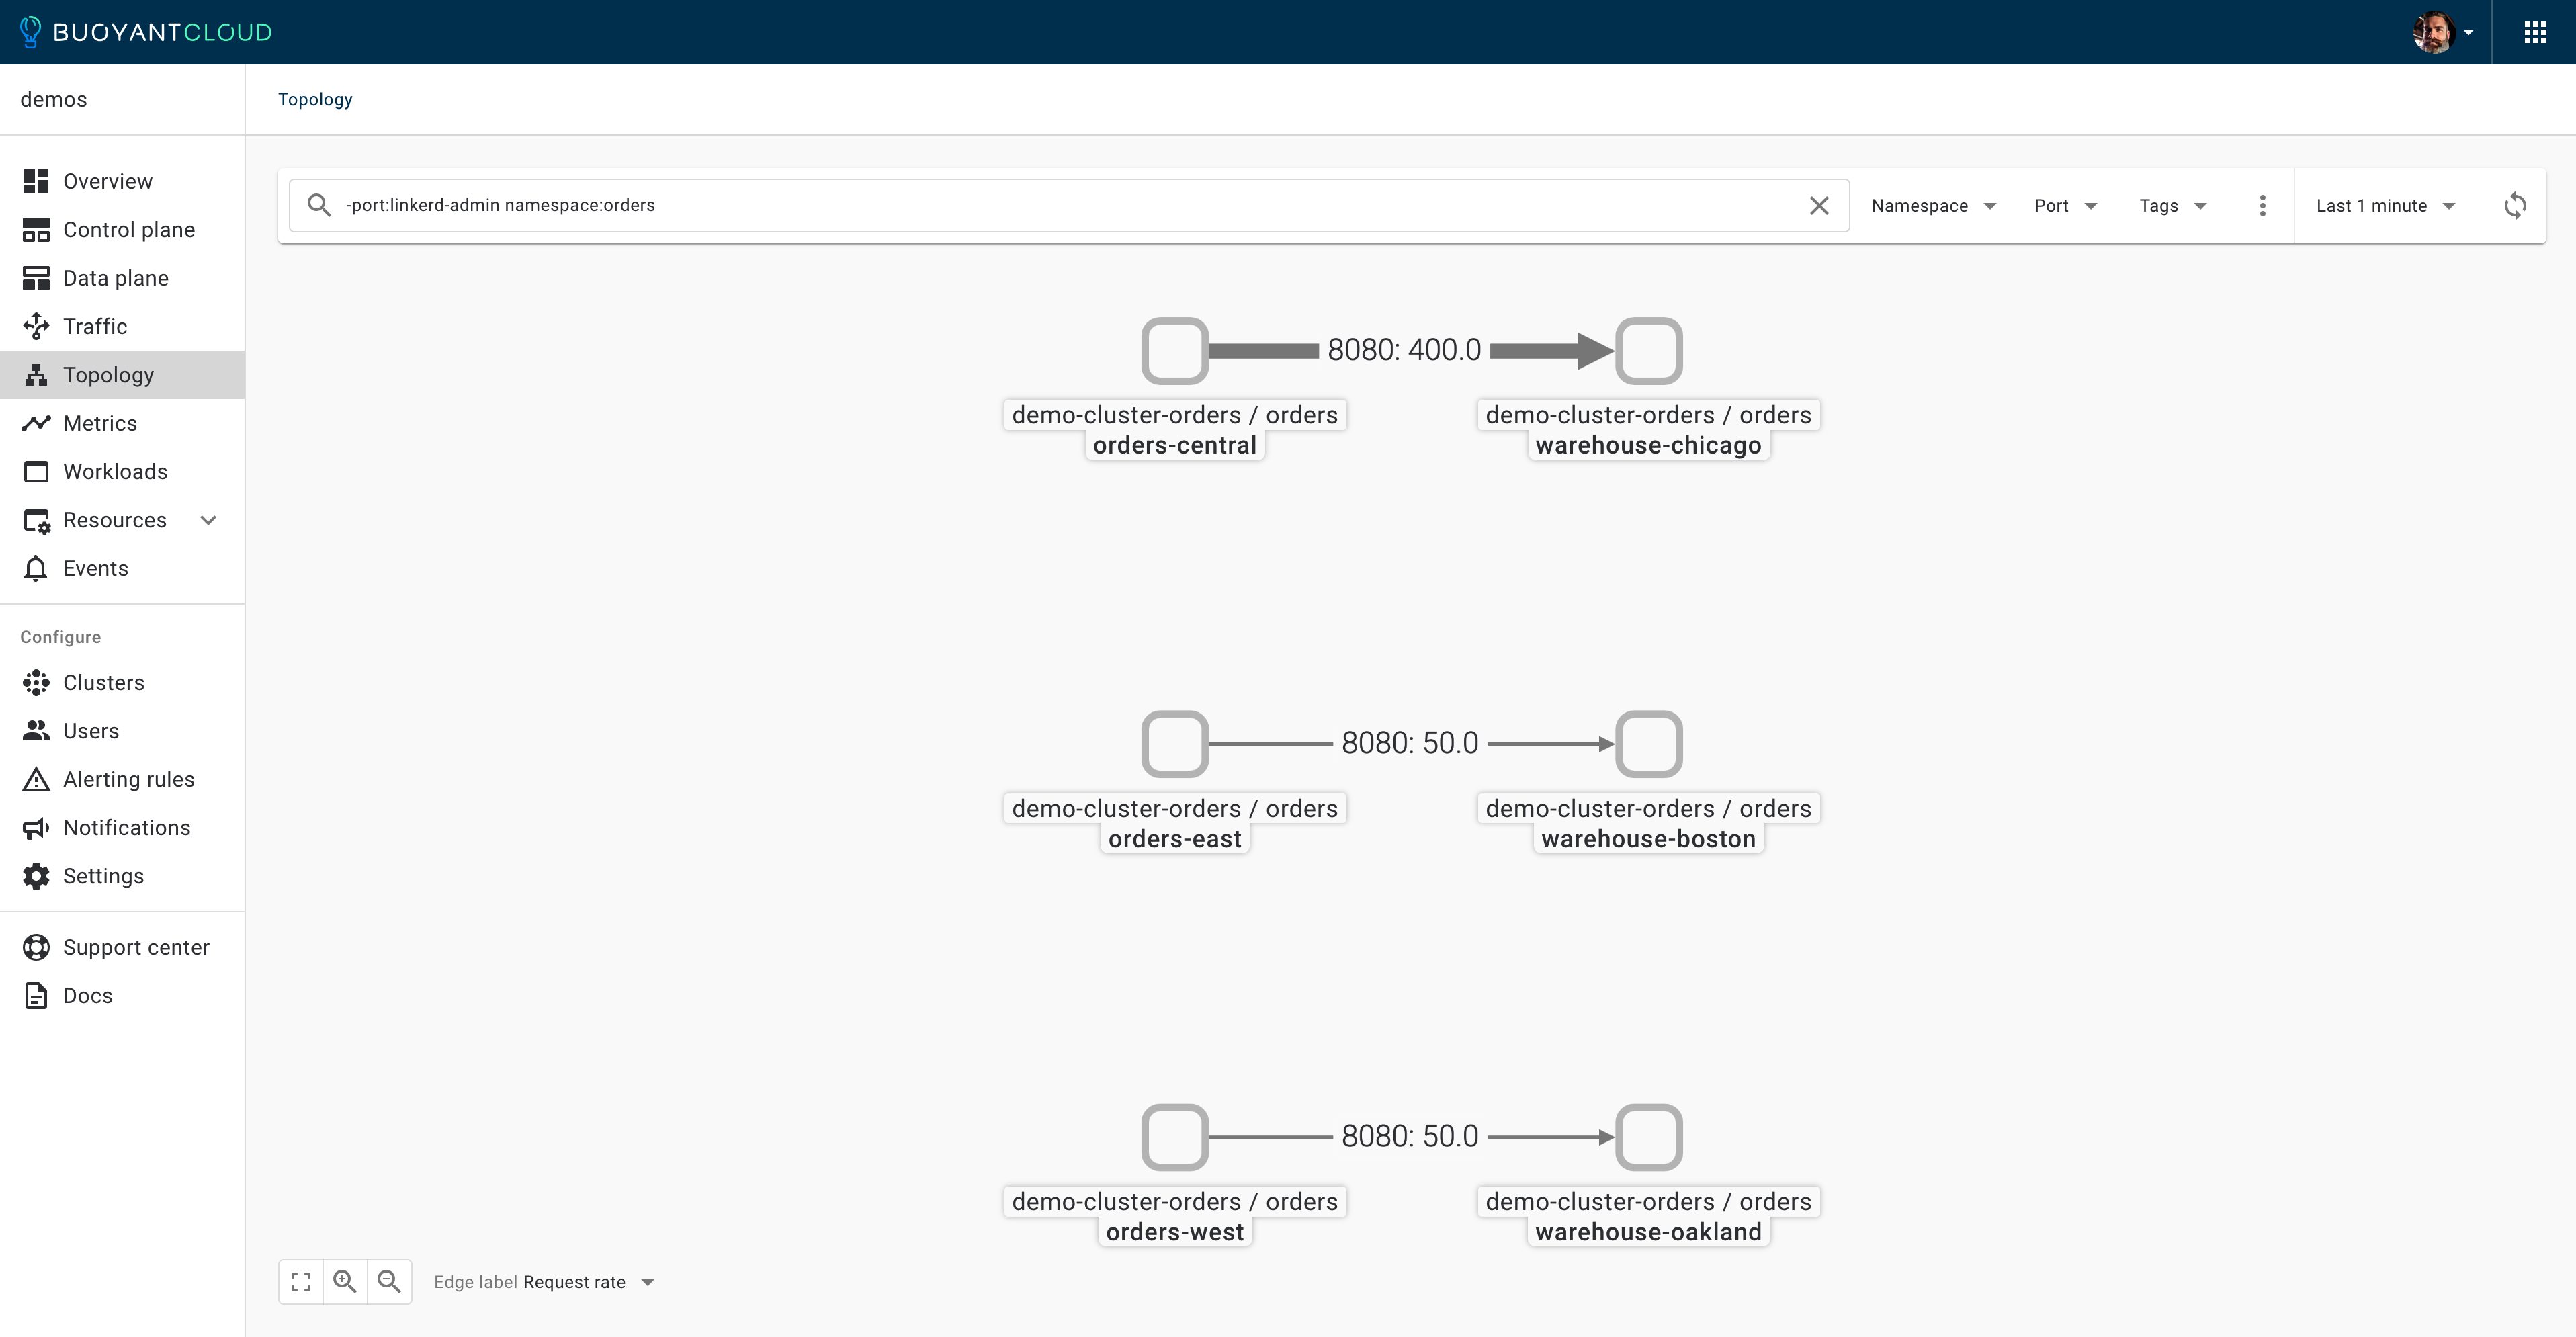 BUOYANTCLOUD
demos
Topology
Overview
Control plane
Data plane
Traffic
Topology
Metrics
Workloads
Resources
Events
Configure
Clusters
Users
Alerting rules
Notifications
Settings
Support center
Docs
-port:linkerd-admin namespace:orders
Namespace
Port
Tags
Last 1 minute
8080: 400.0
demo-cluster-orders / orders
orders-central
demo-cluster-orders / orders
warehouse-chicago
8080: 50.0
demo-cluster-orders / orders
orders-east
demo-cluster-orders / orders
warehouse-boston
8080: 50.0
demo-cluster-orders / orders
orders-west
demo-cluster-orders / orders
warehouse-oakland
Edge label Request rate